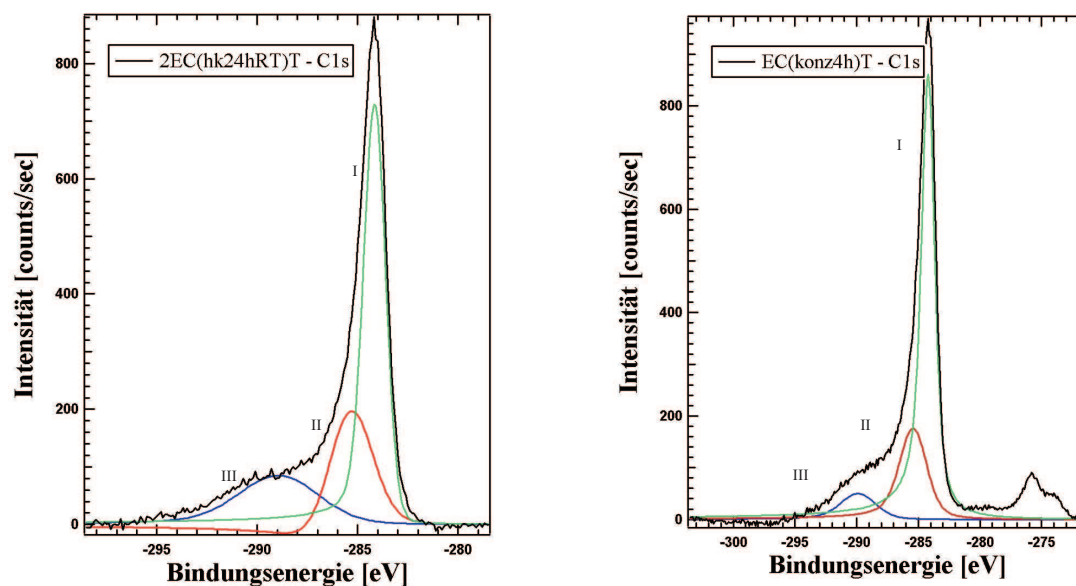 2EC(hk24hRT)T - C1s
Intensität [counts/sec]
800
600
400
200
0
I
II
III
-295
-290
-285
-280
Bindungsenergie [eV]
EC(konz4h)T - C1s
Intensität [counts/sec]
800
600
400
200
0
I
II
III
-300
-295
-290
-285
-280
-275
Bindungsenergie [eV]